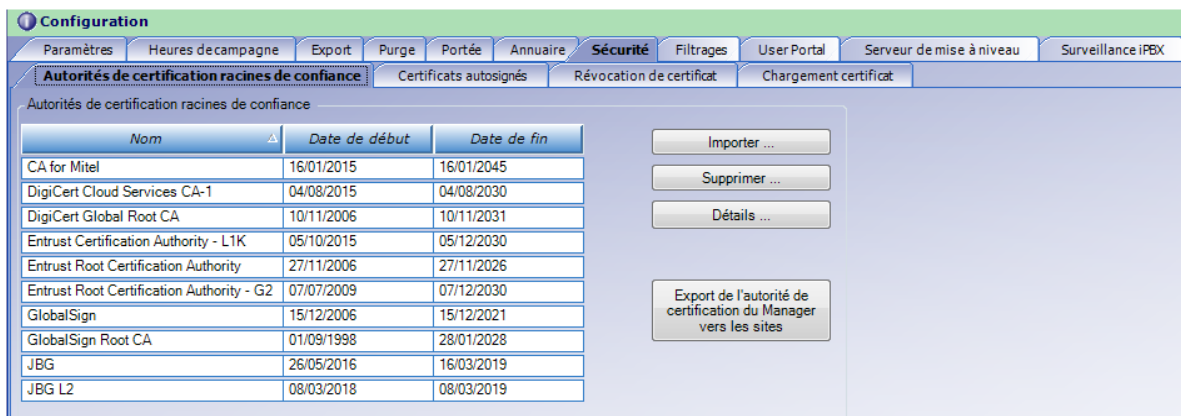 Configuration
Paramètres Heures de campagne Export Purge Portée Annuaire Sécurité Filtrages User Portal Serveur de mise à niveau Surveillance iPBX
Autorités de certification racines de confiance Certificats autosignés Révocation de certificat Chargement certificat
Autorités de certification racines de confiance
Nom Date de début Date de fin
CA for Mitel 16/01/2015 16/01/2045
DigiCert Cloud Services CA-1 04/08/2015 04/08/2030
DigiCert Global Root CA 10/11/2006 10/11/2031
Entrust Certification Authority - L1K 05/10/2015 05/12/2030
Entrust Root Certification Authority 27/11/2006 27/11/2026
Entrust Root Certification Authority - G2 07/07/2009 07/12/2030
GlobalSign 15/12/2006 15/12/2021
GlobalSign Root CA 01/09/1998 28/01/2028
JBG 26/05/2016 16/03/2019
JBG L2 08/03/2018 08/03/2019
Importer ...
Supprimer ...
Détails ...
Export de l'autorité de
certification du Manager
vers les sites